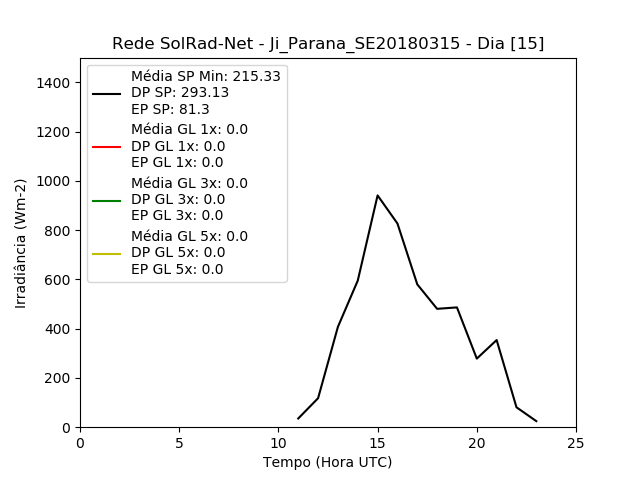 Rede SolRad-Net - Ji_Parana_SE20180315 - Dia [15]
Média SP Min: 215.33
DP SP: 293.13
EP SP: 81.3
Média GL 1x: 0.0
DP GL 1x: 0.0
EP GL 1x: 0.0
Média GL 3x: 0.0
DP GL 3x: 0.0
EP GL 3x: 0.0
Média GL 5x: 0.0
DP GL 5x: 0.0
EP GL 5x: 0.0
Irradiância (Wm-2)
1400
1200
1000
800
600
400
200
0
0 5 10 15 20 25
Tempo (Hora UTC)